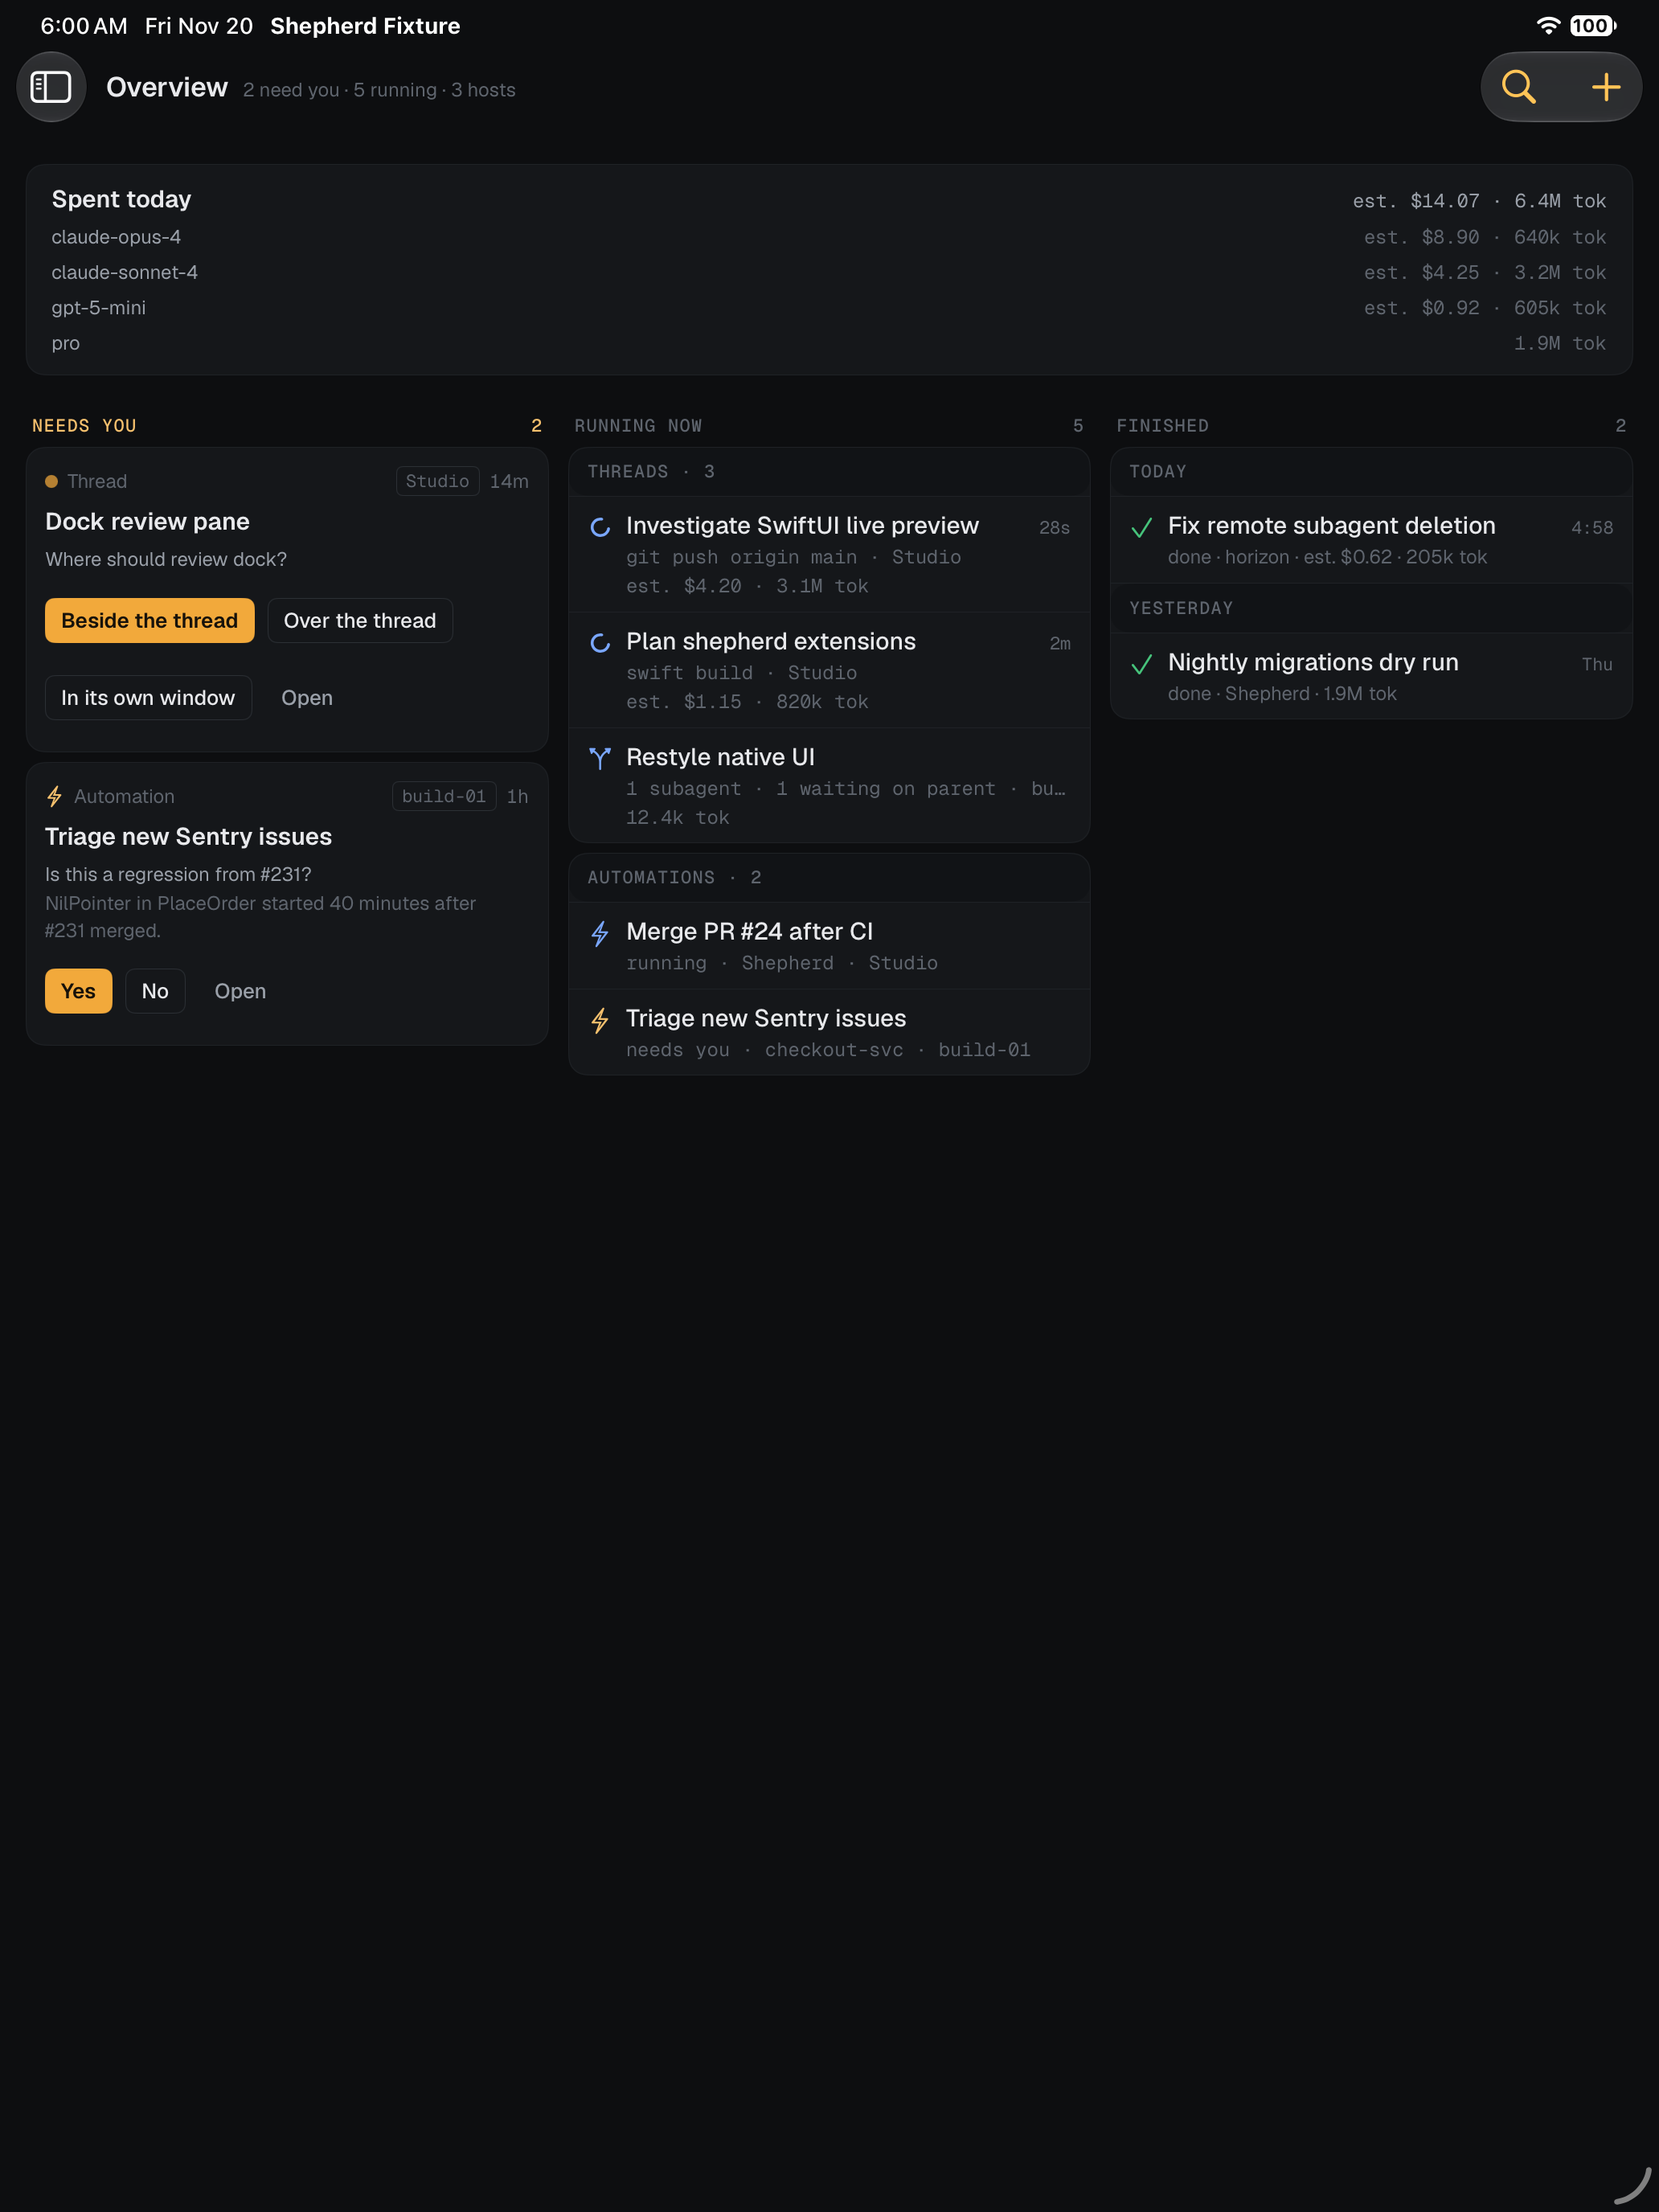 6:00 AM Fri Nov 20 Shepherd Fixture
100
Overview 2 need you · 5 running · 3 hosts
Spent today est. $14.07 · 6.4M tok
claude-opus-4 est. $8.90 · 640k tok
claude-sonnet-4 est. $4.25 · 3.2M tok
gpt-5-mini est. $0.92 · 605k tok
pro 1.9M tok
NEEDS YOU 2
Thread Studio 14m
Dock review pane
Where should review dock?
Beside the thread Over the thread
In its own window Open
Automation build-01 1h
Triage new Sentry issues
Is this a regression from #231?
NilPointer in PlaceOrder started 40 minutes after
#231 merged.
Yes No Open
RUNNING NOW 5
THREADS · 3
Investigate SwiftUI live preview 28s
git push origin main · Studio
est. $4.20 · 3.1M tok
Plan shepherd extensions 2m
swift build · Studio
est. $1.15 · 820k tok
Restyle native UI
1 subagent · 1 waiting on parent · bu…
12.4k tok
AUTOMATIONS · 2
Merge PR #24 after CI
running · Shepherd · Studio
Triage new Sentry issues
needs you · checkout-svc · build-01
FINISHED 2
TODAY
Fix remote subagent deletion 4:58
done · horizon · est. $0.62 · 205k tok
YESTERDAY
Nightly migrations dry run Thu
done · Shepherd · 1.9M tok